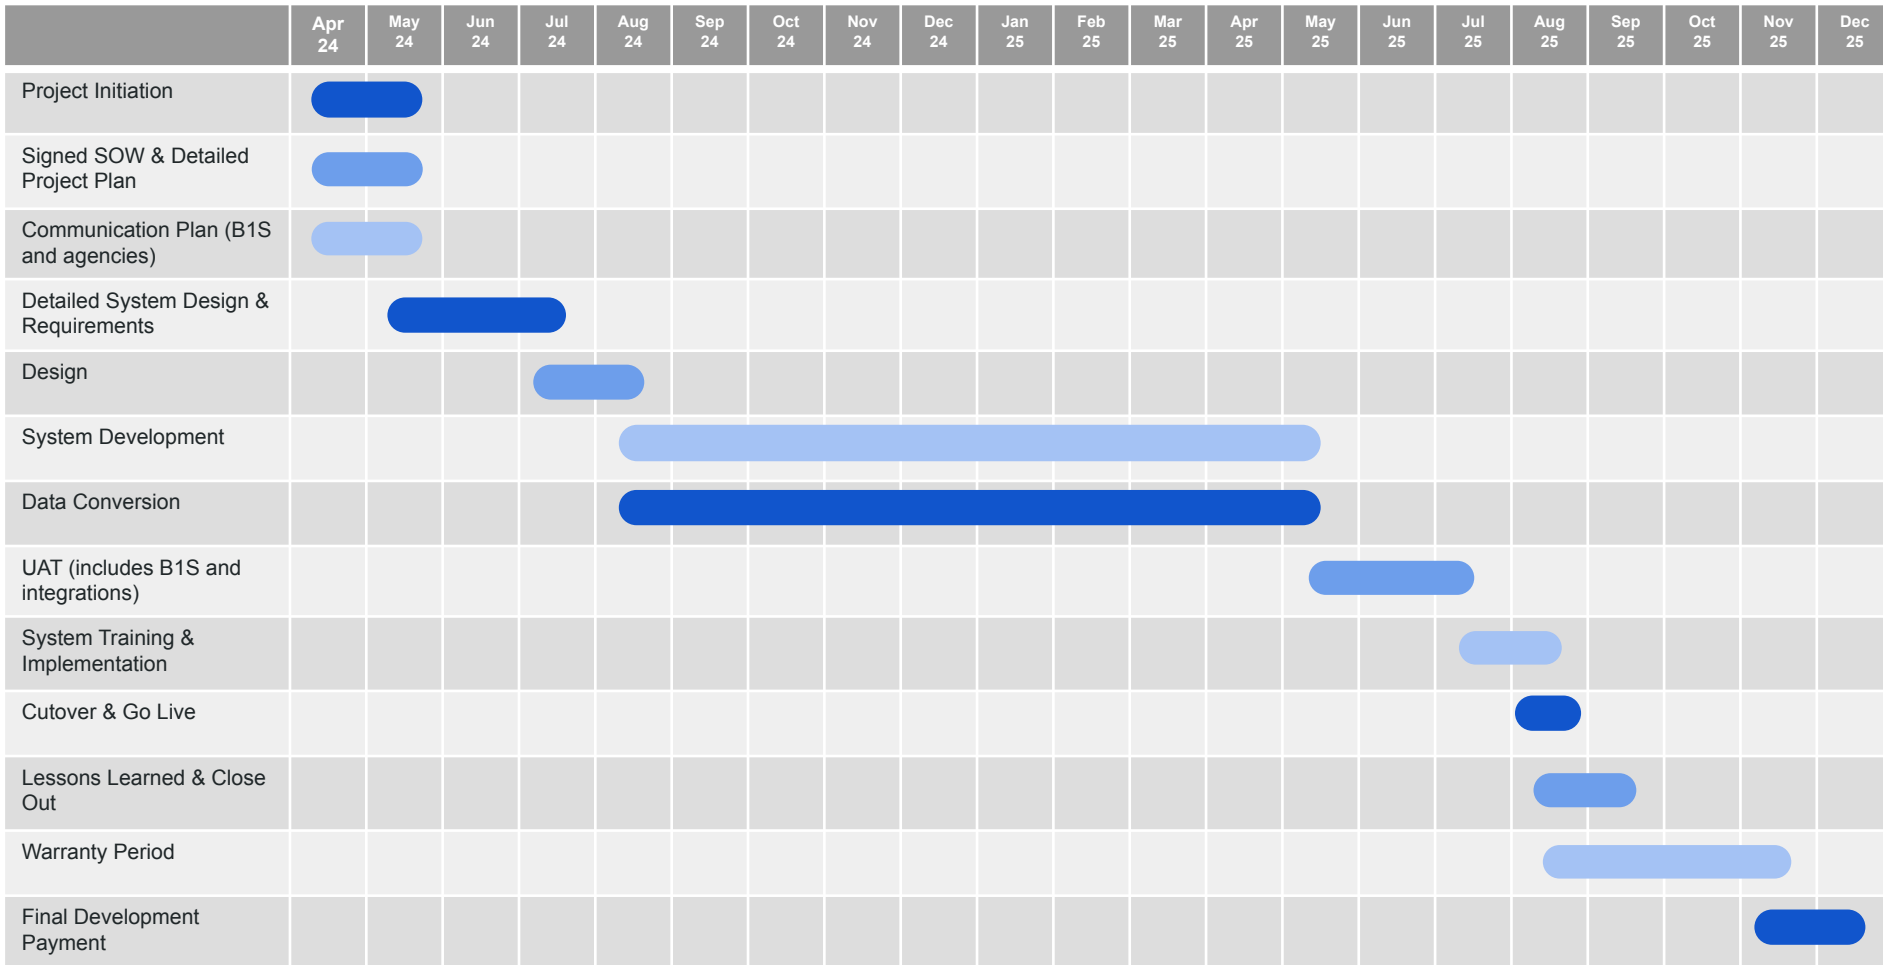 Apr May Jun Jul Aug Sep Oct Nov Dec Jan Feb Mar Apr May Jun Jul Aug Sep Oct Nov Dec
24 24 24 24 24 24 24 24 24 25 25 25 25 25 25 25 25 25 25 25 25
Project Initiation
Signed SOW & Detailed
Project Plan
Communication Plan (B1S
and agencies)
Detailed System Design &
Requirements
Design
System Development
Data Conversion
UAT (includes B1S and
integrations)
System Training &
Implementation
Cutover & Go Live
Lessons Learned & Close
Out
Warranty Period
Final Development
Payment